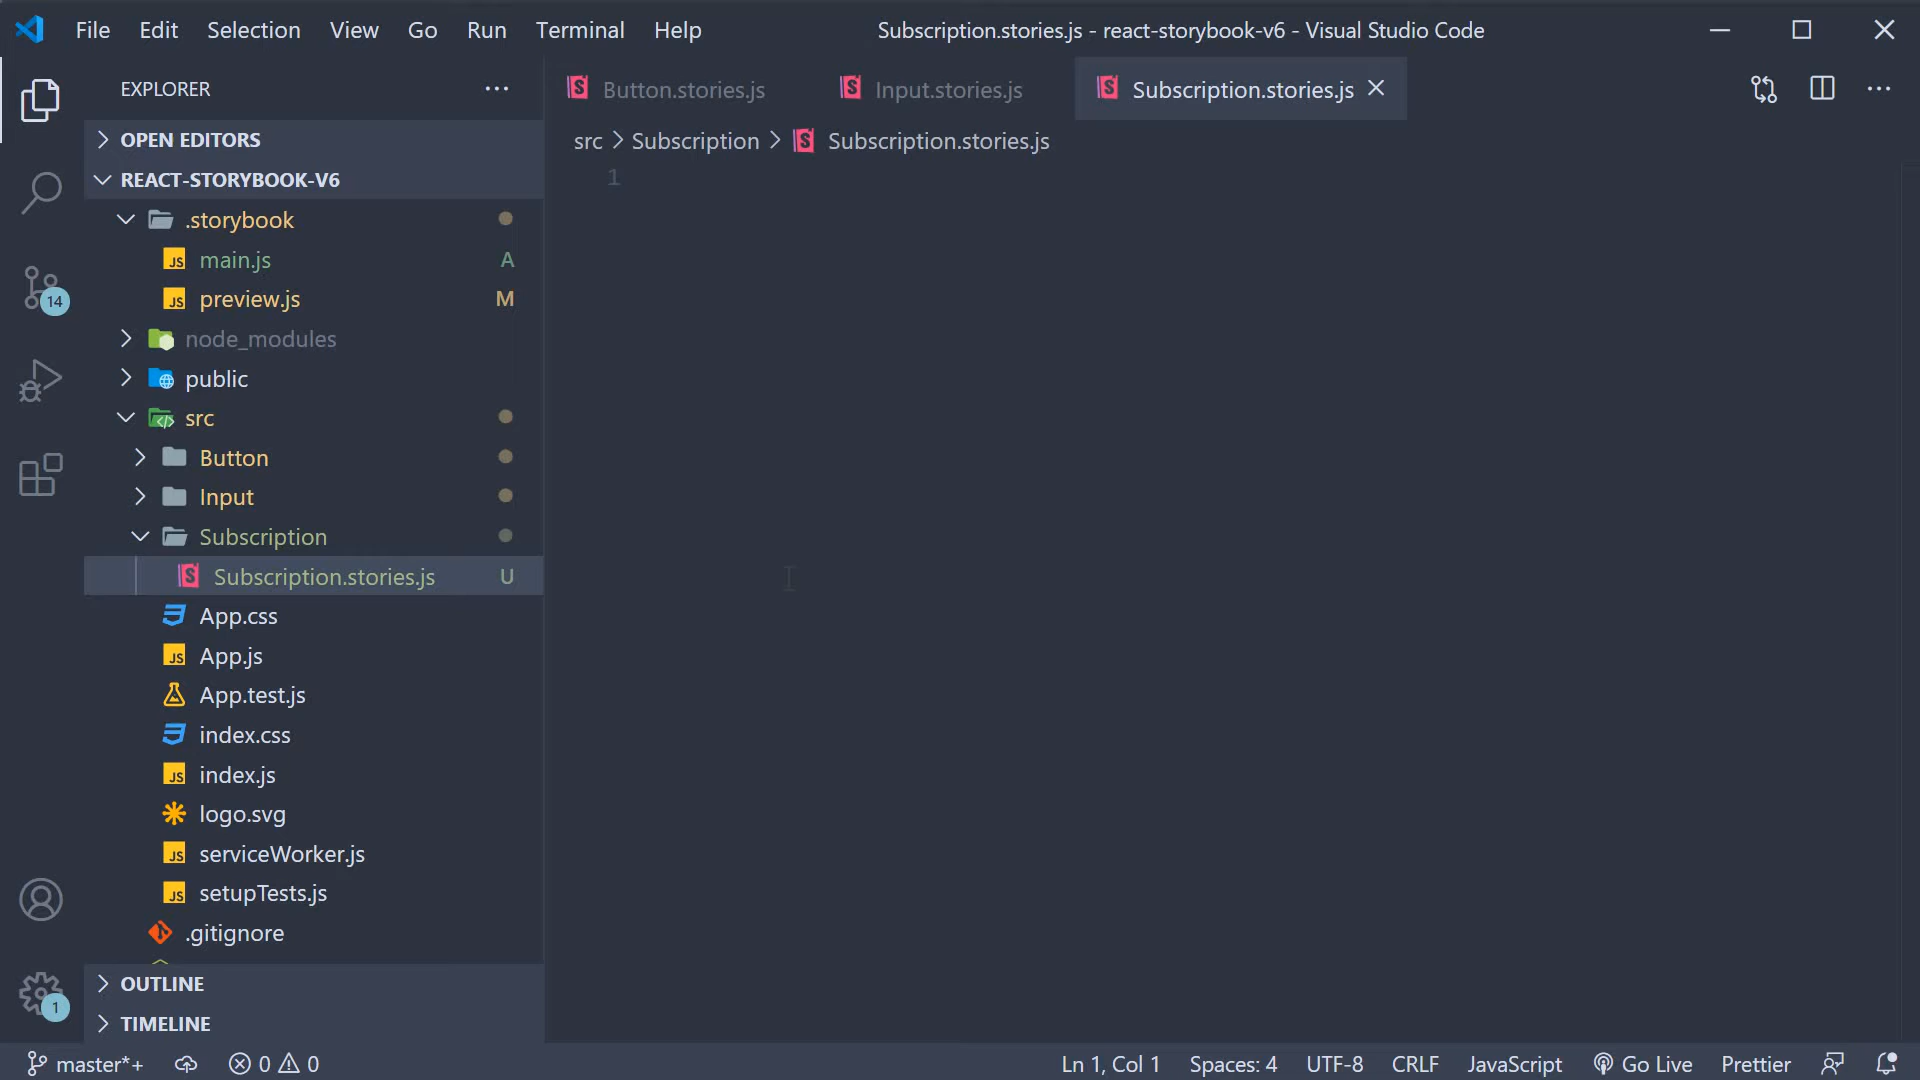 File Edit Selection View Go Run Terminal Help Subscription.stories.js - react-storybook-v6 - Visual Studio Code
EXPLORER
Button.stories.js Input.stories.js Subscription.stories.js
src > Subscription > Subscription.stories.js
1
OPEN EDITORS
REACT-STORYBOOK-V6
.storybook
main.js A
preview.js M
node_modules
public
src
Button
Input
Subscription
Subscription.stories.js U
App.css
App.js
App.test.js
index.css
index.js
logo.svg
serviceWorker.js
setupTests.js
.gitignore
OUTLINE
TIMELINE
14
1
master*+ 0 0 Ln 1, Col 1 Spaces: 4 UTF-8 CRLF JavaScript Go Live Prettier